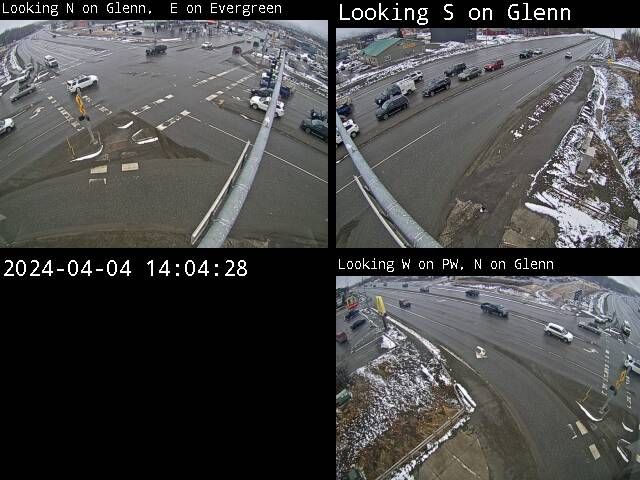 Looking N on Glenn,  E on Evergreen
Looking S on Glenn
2024-04-04 14:04:28
Looking W on PW, N on Glenn